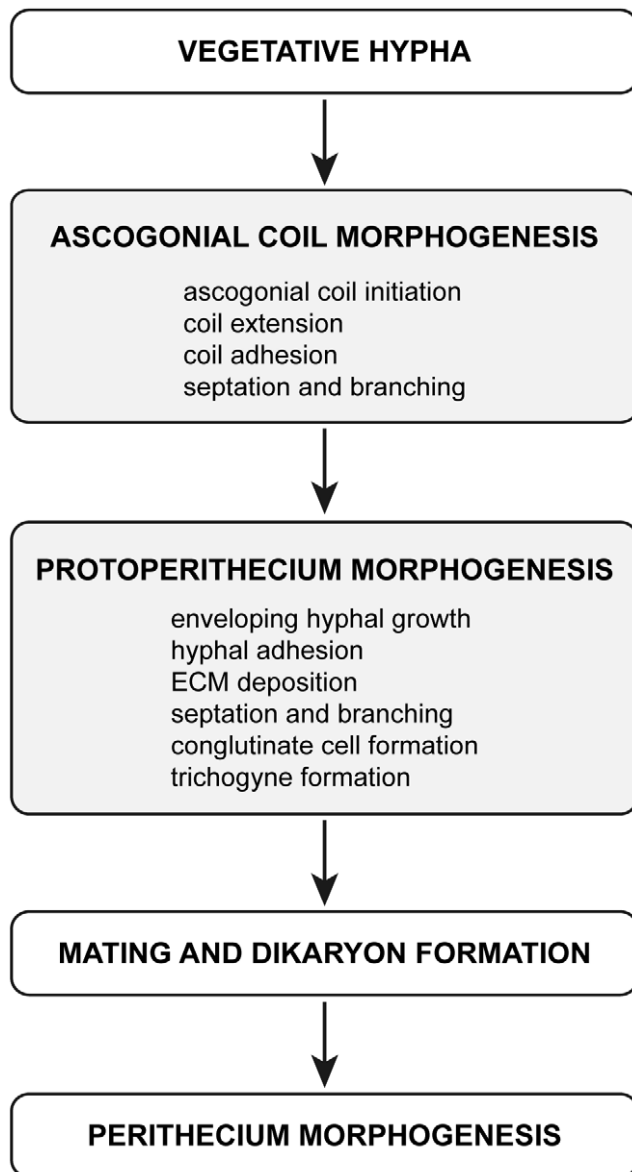 VEGETATIVE HYPHA
ASCOGONIAL COIL MORPHOGENESIS
ascogonial coil initiation
coil extension
coil adhesion
septation and branching
PROTOPERITHECIUM MORPHOGENESIS
enveloping hyphal growth
hyphal adhesion
ECM deposition
septation and branching
conglutinate cell formation
trichogyne formation
MATING AND DIKARYON FORMATION
PERITHECIUM MORPHOGENESIS